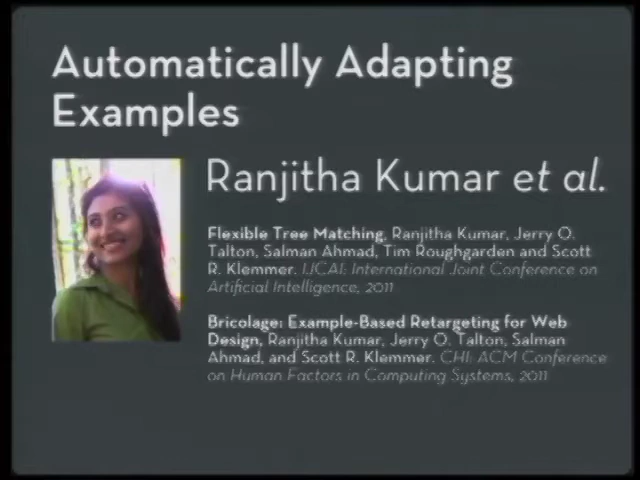 Automatically Adapting
Examples
Ranjitha Kumar et al.
Flexible Tree Matching, Ranjitha Kumar, Jerry O.
Talton, Salman Ahmad, Tim Roughgarden and Scott
R. Klemmer. IJCAI: International Joint Conference on
Artificial Intelligence, 2011
Bricolage: Example-Based Retargeting for Web
Design, Ranjitha Kumar, Jerry O. Talton, Salman
Ahmad, and Scott R. Klemmer. CHI: ACM Conference
on Human Factors in Computing Systems, 2011